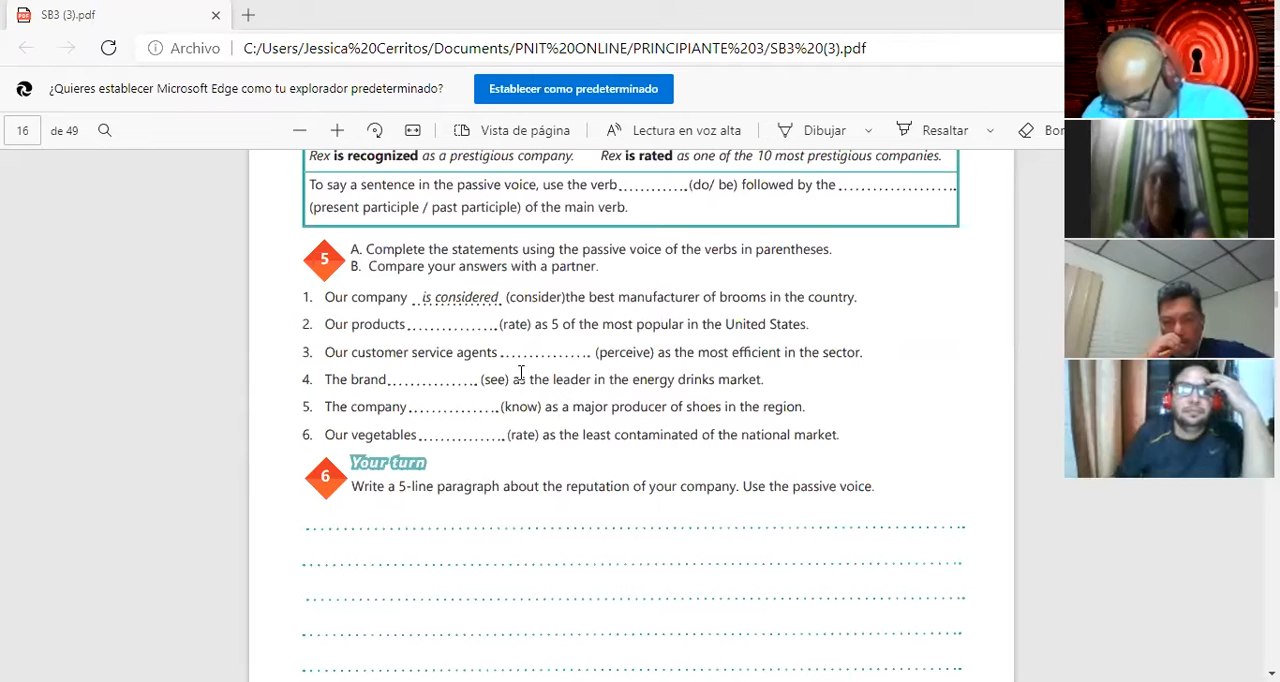 SB3 (3).pdf
Archivo C:/Users/Jessica%20Cerritos/Documents/PNIT%20ONLINE/PRINCIPIANTE%203/SB3%20(3).pdf
¿Quieres establecer Microsoft Edge como tu explorador predeterminado? Establecer como predeterminado
16 de 49 Vista de página Lectura en voz alta Dibujar Resaltar Bor
Rex is recognized as a prestigious company. Rex is rated as one of the 10 most prestigious companies.
To say a sentence in the passive voice, use the verb............(do/ be) followed by the ....................
(present participle / past participle) of the main verb.
5 A. Complete the statements using the passive voice of the verbs in parentheses.
B. Compare your answers with a partner.
1. Our company is considered (consider)the best manufacturer of brooms in the country.
2. Our products...............(rate) as 5 of the most popular in the United States.
3. Our customer service agents ............... (perceive) as the most efficient in the sector.
4. The brand............... (see) as the leader in the energy drinks market.
5. The company...............(know) as a major producer of shoes in the region.
6. Our vegetables...............(rate) as the least contaminated of the national market.
Your turn
6 Write a 5-line paragraph about the reputation of your company. Use the passive voice.